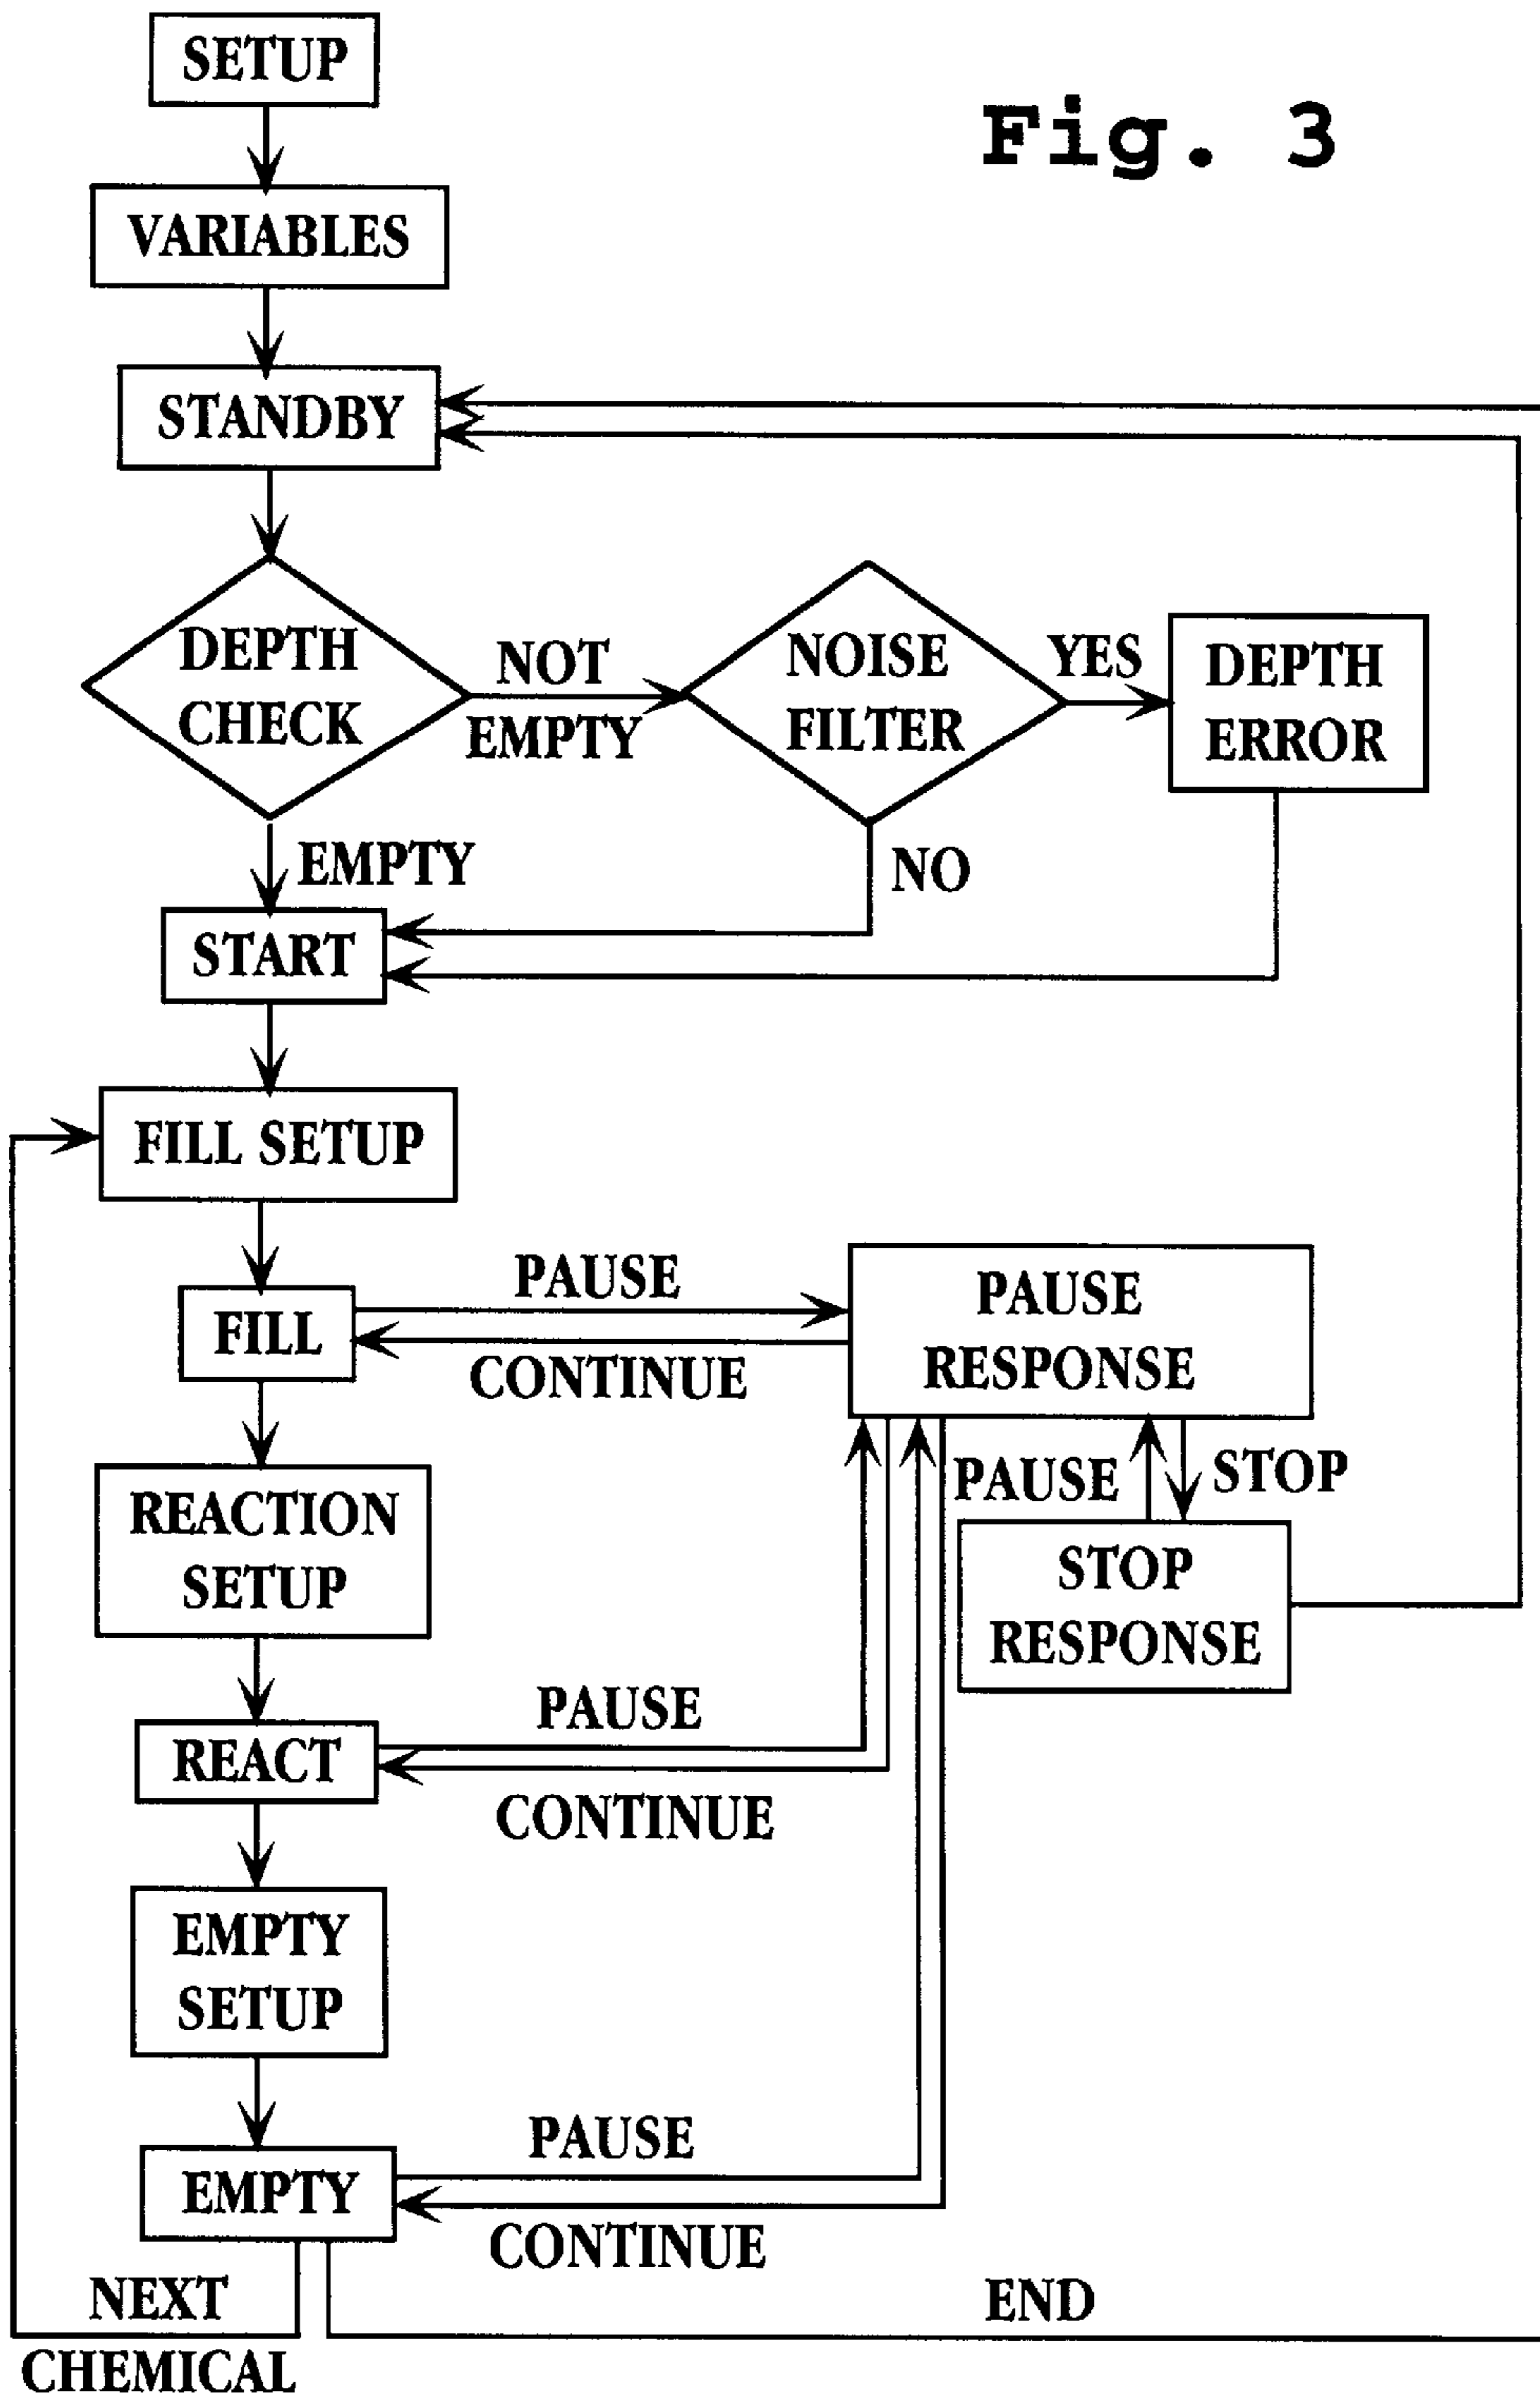 SETUP
Fig. 3
VARIABLES
STANDBY
DEPTH
CHECK
NOT
EMPTY
NOISE
FILTER
YES
DEPTH
ERROR
EMPTY
NO
START
FILL SETUP
FILL
PAUSE
CONTINUE
PAUSE
RESPONSE
PAUSE
STOP
REACTION
SETUP
STOP
RESPONSE
REACT
PAUSE
CONTINUE
EMPTY
SETUP
EMPTY
PAUSE
CONTINUE
NEXT
CHEMICAL
END